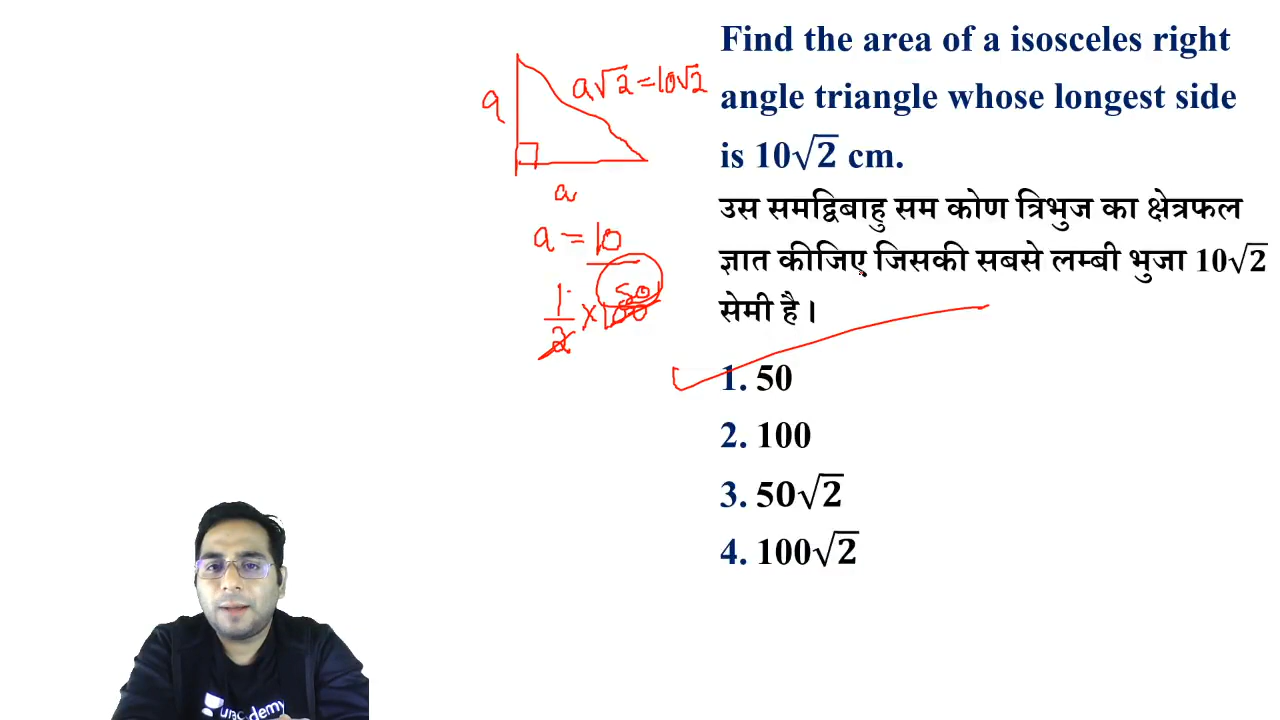 Find the area of a isosceles right
angle triangle whose longest side
is 10√2 cm.
उस समद्विबाहु सम कोण त्रिभुज का क्षेत्रफल
ज्ञात कीजिए जिसकी सबसे लम्बी भुजा 10√2
सेमी है।
1. 50
2. 100
3. 50√2
4. 100√2
a√2=10√2
a
a
a = 10
50
1/2 × 100
unacademy